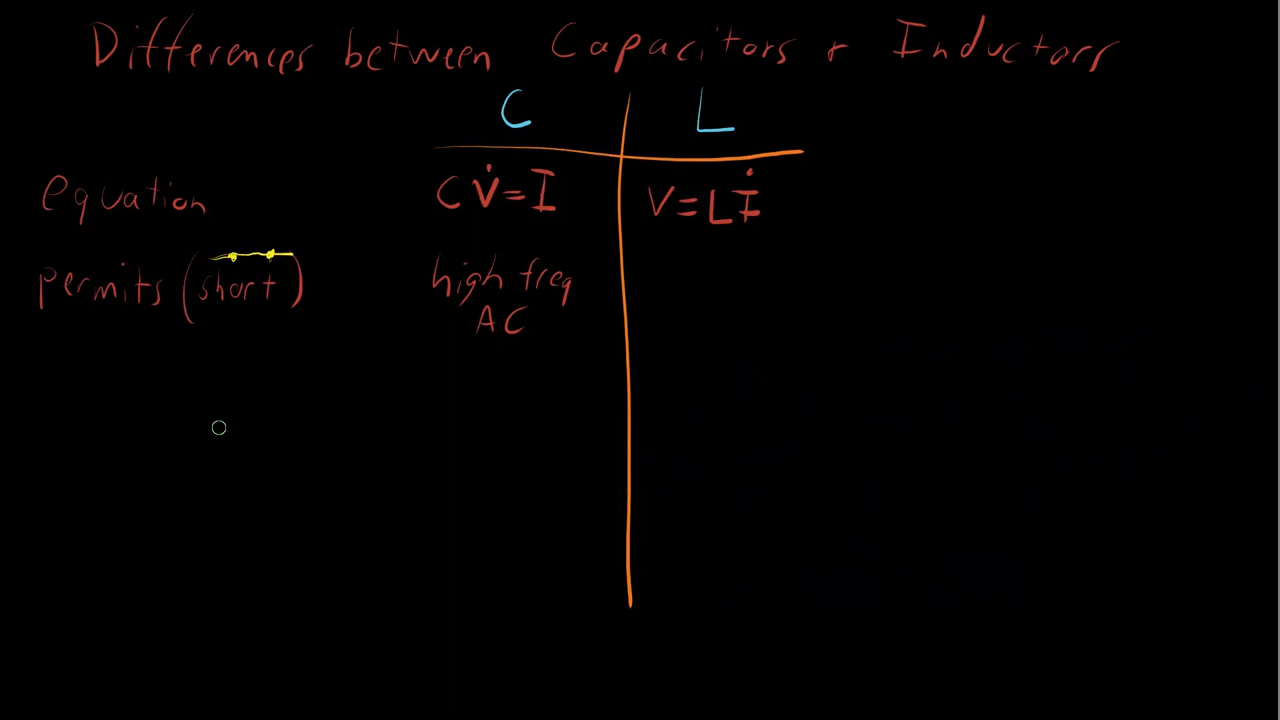 Differences between Capacitors + Inductors
C L
equation CV̇=I V=Lİ
permits (short) high freq
AC